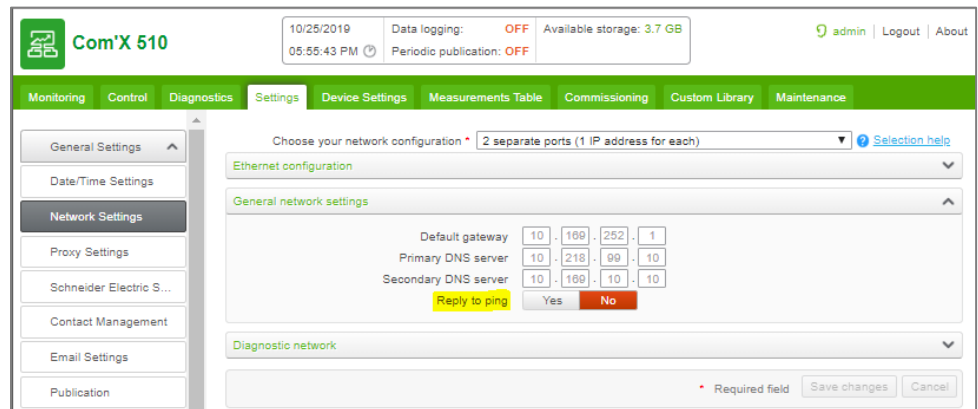 Com'X 510
10/25/2019
05:55:43 PM
Data logging: OFF
Periodic publication: OFF
Available storage: 3.7 GB
admin | Logout | About
Monitoring Control Diagnostics Settings Device Settings Measurements Table Commissioning Custom Library Maintenance
General Settings
Date/Time Settings
Network Settings
Proxy Settings
Schneider Electric S...
Contact Management
Email Settings
Publication
Choose your network configuration * 2 separate ports (1 IP address for each) ? Selection help
Ethernet configuration
General network settings
Default gateway 10 . 169 . 252 . 1
Primary DNS server 10 . 218 . 99 . 10
Secondary DNS server 10 . 169 . 10 . 10
Reply to ping Yes No
Diagnostic network
* Required field Save changes Cancel